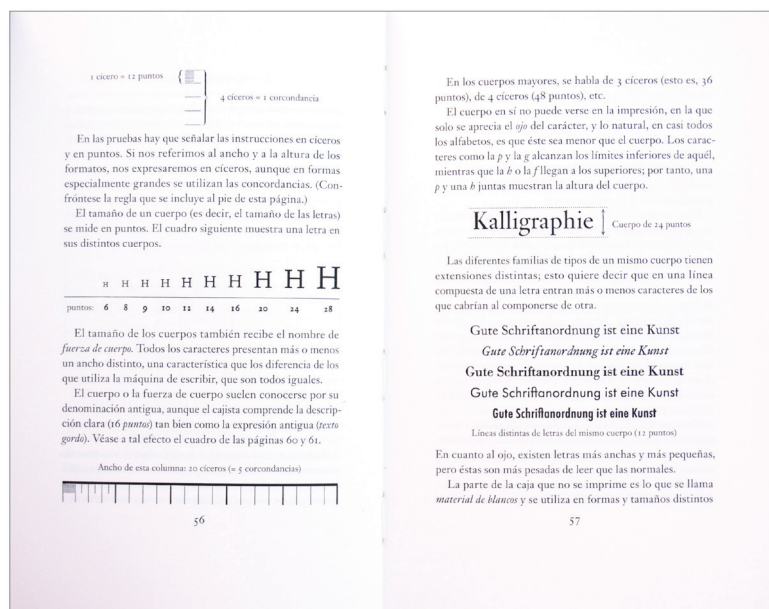 1 cícero = 12 puntos
4 cíceros = 1 corcondancia
En las pruebas hay que señalar las instrucciones en cíceros
y en puntos. Si nos referimos al ancho y a la altura de los
formatos, nos expresaremos en cíceros, aunque en formas
especialmente grandes se utilizan las concordancias. (Con-
fróntese la regla que se incluye al pie de esta página.)
El tamaño de un cuerpo (es decir, el tamaño de las letras)
se mide en puntos. El cuadro siguiente muestra una letra en
sus distintos cuerpos.
H H H H H H H H H H
puntos: 6 8 9 10 12 14 16 20 24 28
El tamaño de los cuerpos también recibe el nombre de
fuerza de cuerpo. Todos los caracteres presentan más o menos
un ancho distinto, una característica que los diferencia de los
que utiliza la máquina de escribir, que son todos iguales.
El cuerpo o la fuerza de cuerpo suelen conocerse por su
denominación antigua, aunque el cajista comprende la descrip-
ción clara (16 puntos) tan bien como la expresión antigua (texto
gordo). Véase a tal efecto el cuadro de las páginas 60 y 61.
Ancho de esta columna: 20 cíceros (= 5 corcondancias)
56
En los cuerpos mayores, se habla de 3 cíceros (esto es, 36
puntos), de 4 cíceros (48 puntos), etc.
El cuerpo en sí no puede verse en la impresión, en la que
solo se aprecia el ojo del carácter, y lo natural, en casi todos
los alfabetos, es que éste sea menor que el cuerpo. Los carac-
teres como la p y la g alcanzan los límites inferiores de aquél,
mientras que la h o la f llegan a los superiores; por tanto, una
p y una h juntas muestran la altura del cuerpo.
Kalligraphie Cuerpo de 24 puntos
Las diferentes familias de tipos de un mismo cuerpo tienen
extensiones distintas; esto quiere decir que en una línea
compuesta de una letra entran más o menos caracteres de los
que cabrían al componerse de otra.
Gute Schriftanordnung ist eine Kunst
Gute Schriftanordnung ist eine Kunst
Gute Schriftanordnung ist eine Kunst
Gute Schriftanordnung ist eine Kunst
Gute Schriftanordnung ist eine Kunst
Líneas distintas de letras del mismo cuerpo (12 puntos)
En cuanto al ojo, existen letras más anchas y más pequeñas,
pero éstas son más pesadas de leer que las normales.
La parte de la caja que no se imprime es lo que se llama
material de blancos y se utiliza en formas y tamaños distintos
57